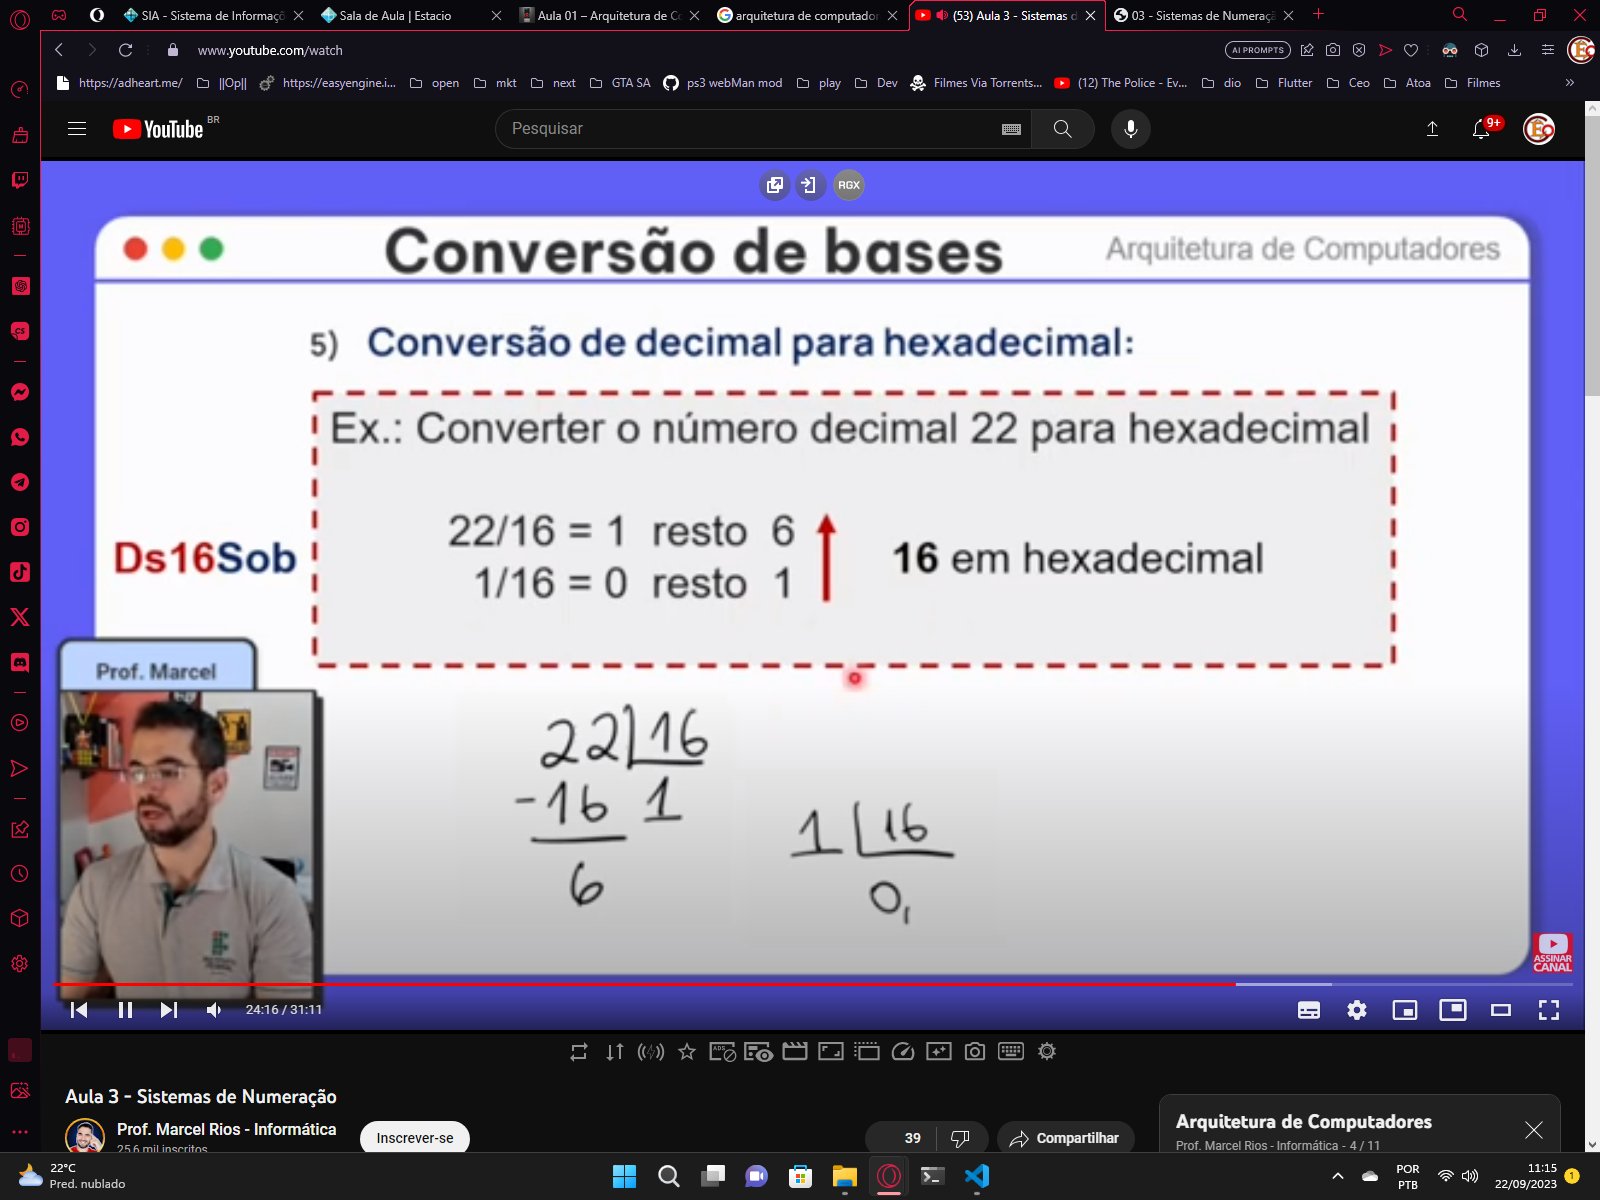 SIA - Sistema de Informaçõ
Sala de Aula | Estacio
Aula 01 – Arquitetura de Co
arquitetura de computador
(53) Aula 3 - Sistemas d
03 - Sistemas de Numeraçã
www.youtube.com/watch
AI PROMPTS
https://adheart.me/
||Op||
https://easyengine.i...
open
mkt
next
GTA SA
ps3 webMan mod
play
Dev
Filmes Via Torrents...
(12) The Police - Ev...
dio
Flutter
Ceo
Atoa
Filmes
YouTube BR
Pesquisar
9+
RGX
Conversão de bases
Arquitetura de Computadores
5) Conversão de decimal para hexadecimal:
Ex.: Converter o número decimal 22 para hexadecimal
22/16 = 1 resto 6
1/16 = 0 resto 1
16 em hexadecimal
Ds16Sob
Prof. Marcel
22 16
-16 1
6
1 16
0,
ASSINAR
CANAL
24:16 / 31:11
Aula 3 - Sistemas de Numeração
Prof. Marcel Rios - Informática
25,6 mil inscritos
Inscrever-se
39
Compartilhar
Arquitetura de Computadores
Prof. Marcel Rios - Informática - 4 / 11
22°C
Pred. nublado
POR
PTB
11:15
22/09/2023
1